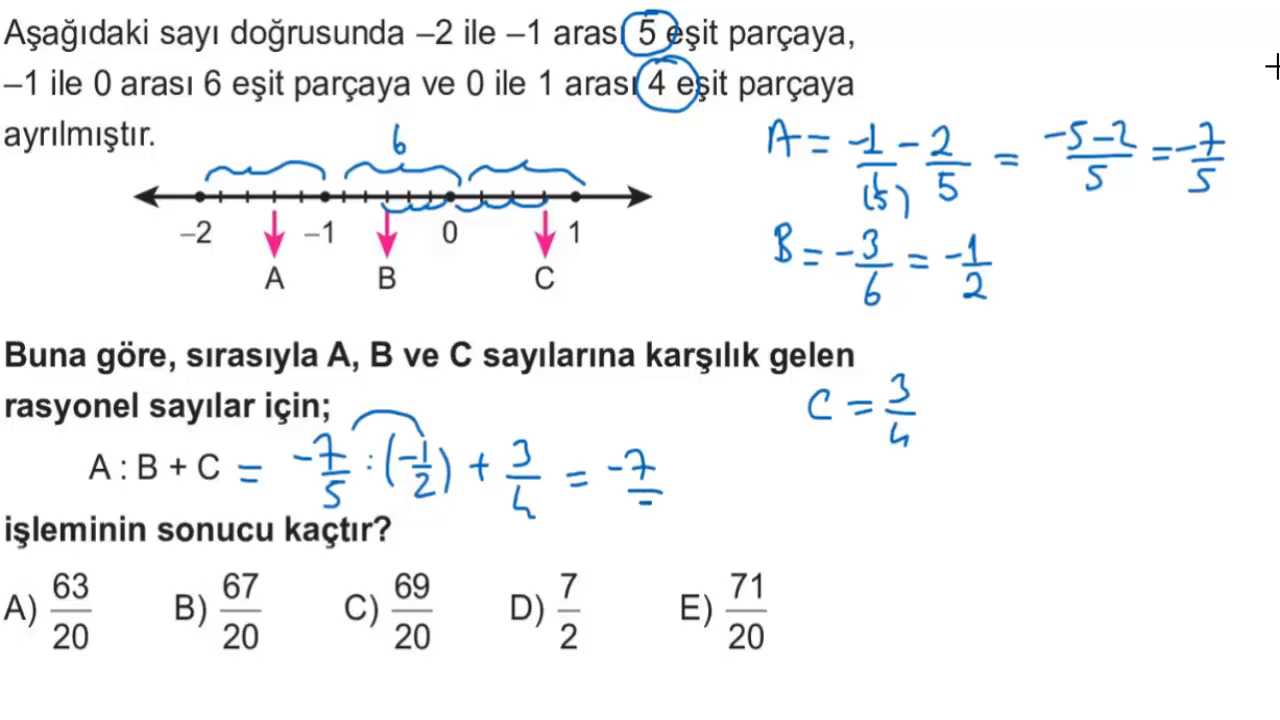 Aşağıdaki sayı doğrusunda –2 ile –1 arası 5 eşit parçaya,
–1 ile 0 arası 6 eşit parçaya ve 0 ile 1 arası 4 eşit parçaya
ayrılmıştır.
6
–2 –1 0 1
A B C
A = -1/1 - 2/5 = -5-2/5 = -7/5
(5)
B = -3/6 = -1/2
Buna göre, sırasıyla A, B ve C sayılarına karşılık gelen
rasyonel sayılar için;
C = 3/4
A : B + C = -7/5 : (-1/2) + 3/4 = -7/
işleminin sonucu kaçtır?
A) 63/20 B) 67/20 C) 69/20 D) 7/2 E) 71/20